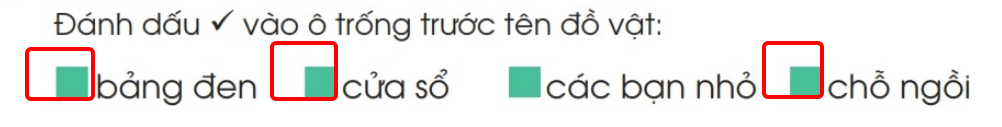 Đánh dấu ✓ vào ô trống trước tên đồ vật:
bảng đen cửa sổ các bạn nhỏ chỗ ngồi